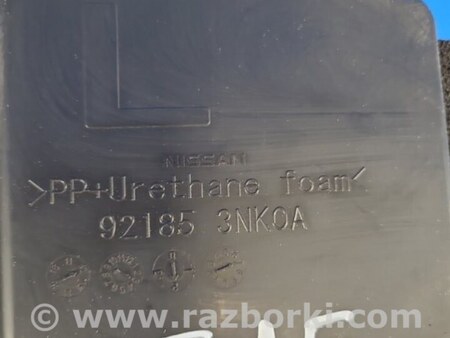 NISSAN
>PP+Urethane foam<
92185 3NK0A
www.razborki.com